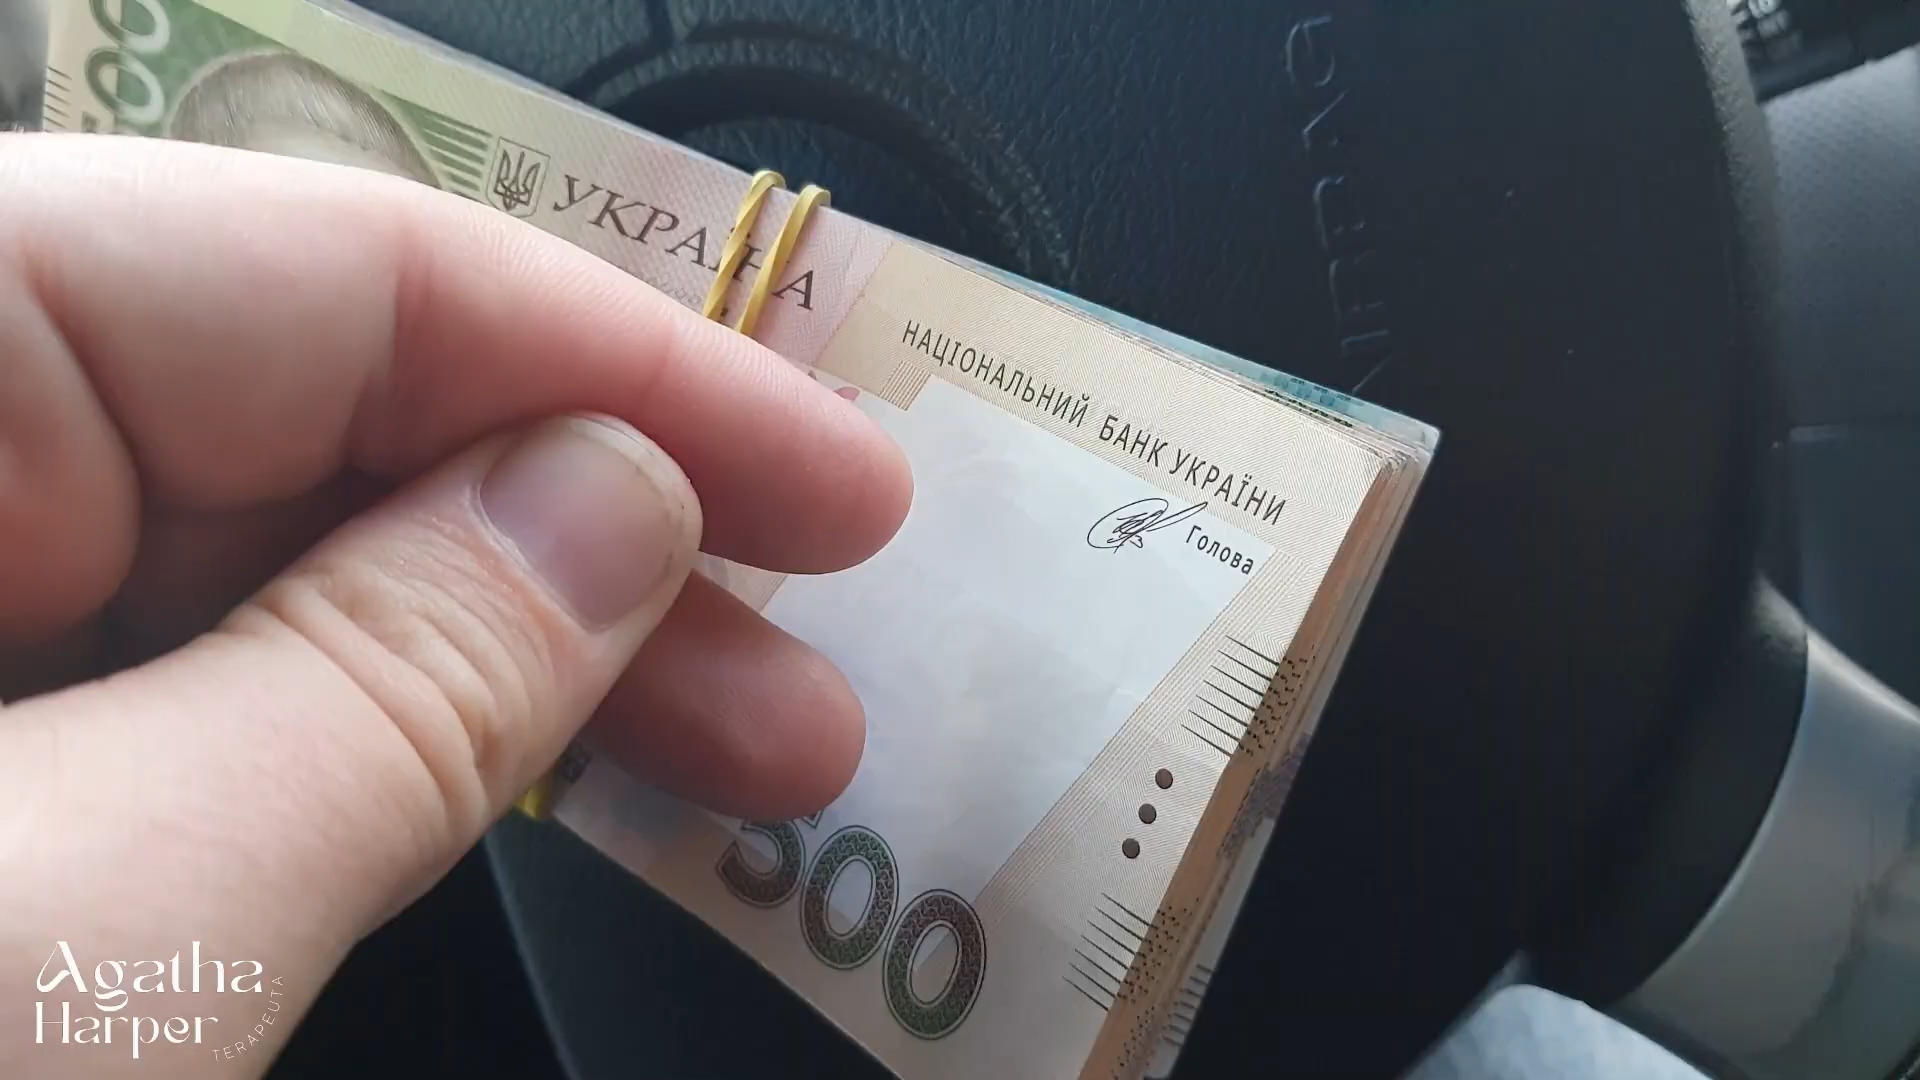 УКРАЇНА
НАЦІОНАЛЬНИЙ БАНК УКРАЇНИ
Голова
500
Agatha
Harper
TERAPEUTA